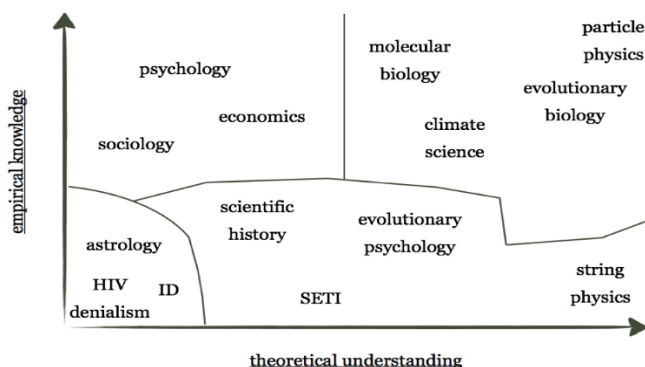 particle
physics
molecular
biology
psychology
evolutionary
biology
economics
climate
science
sociology
empirical knowledge
scientific
history
evolutionary
psychology
astrology
string
physics
HIV
denialism
ID
SETI
theoretical understanding